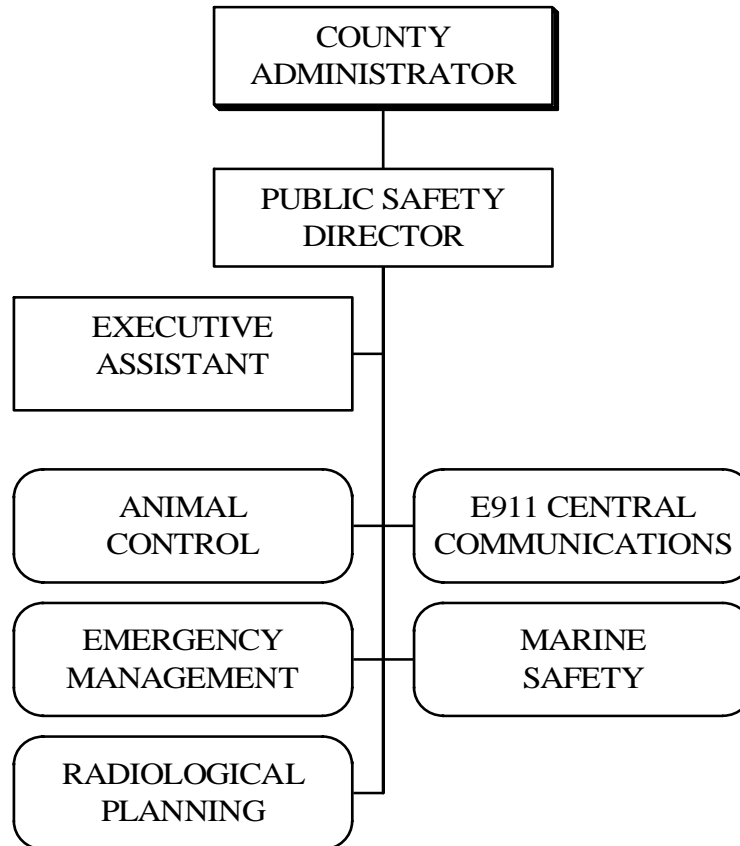 COUNTY
ADMINISTRATOR
PUBLIC SAFETY
DIRECTOR
EXECUTIVE
ASSISTANT
ANIMAL
CONTROL
E911 CENTRAL
COMMUNICATIONS
EMERGENCY
MANAGEMENT
MARINE
SAFETY
RADIOLOGICAL
PLANNING